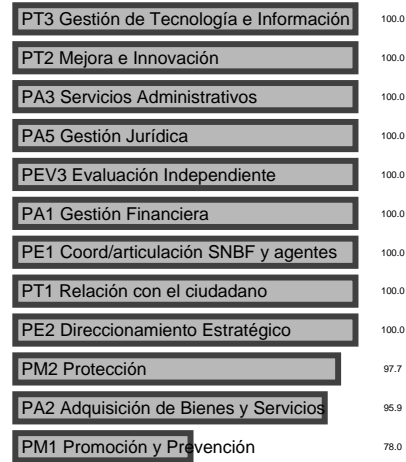 PT3 Gestión de Tecnología e Información 100.0
PT2 Mejora e Innovación 100.0
PA3 Servicios Administrativos 100.0
PA5 Gestión Jurídica 100.0
PEV3 Evaluación Independiente 100.0
PA1 Gestión Financiera 100.0
PE1 Coord/articulación SNBF y agentes 100.0
PT1 Relación con el ciudadano 100.0
PE2 Direccionamiento Estratégico 100.0
PM2 Protección 97.7
PA2 Adquisición de Bienes y Servicios 95.9
PM1 Promoción y Prevención 78.0